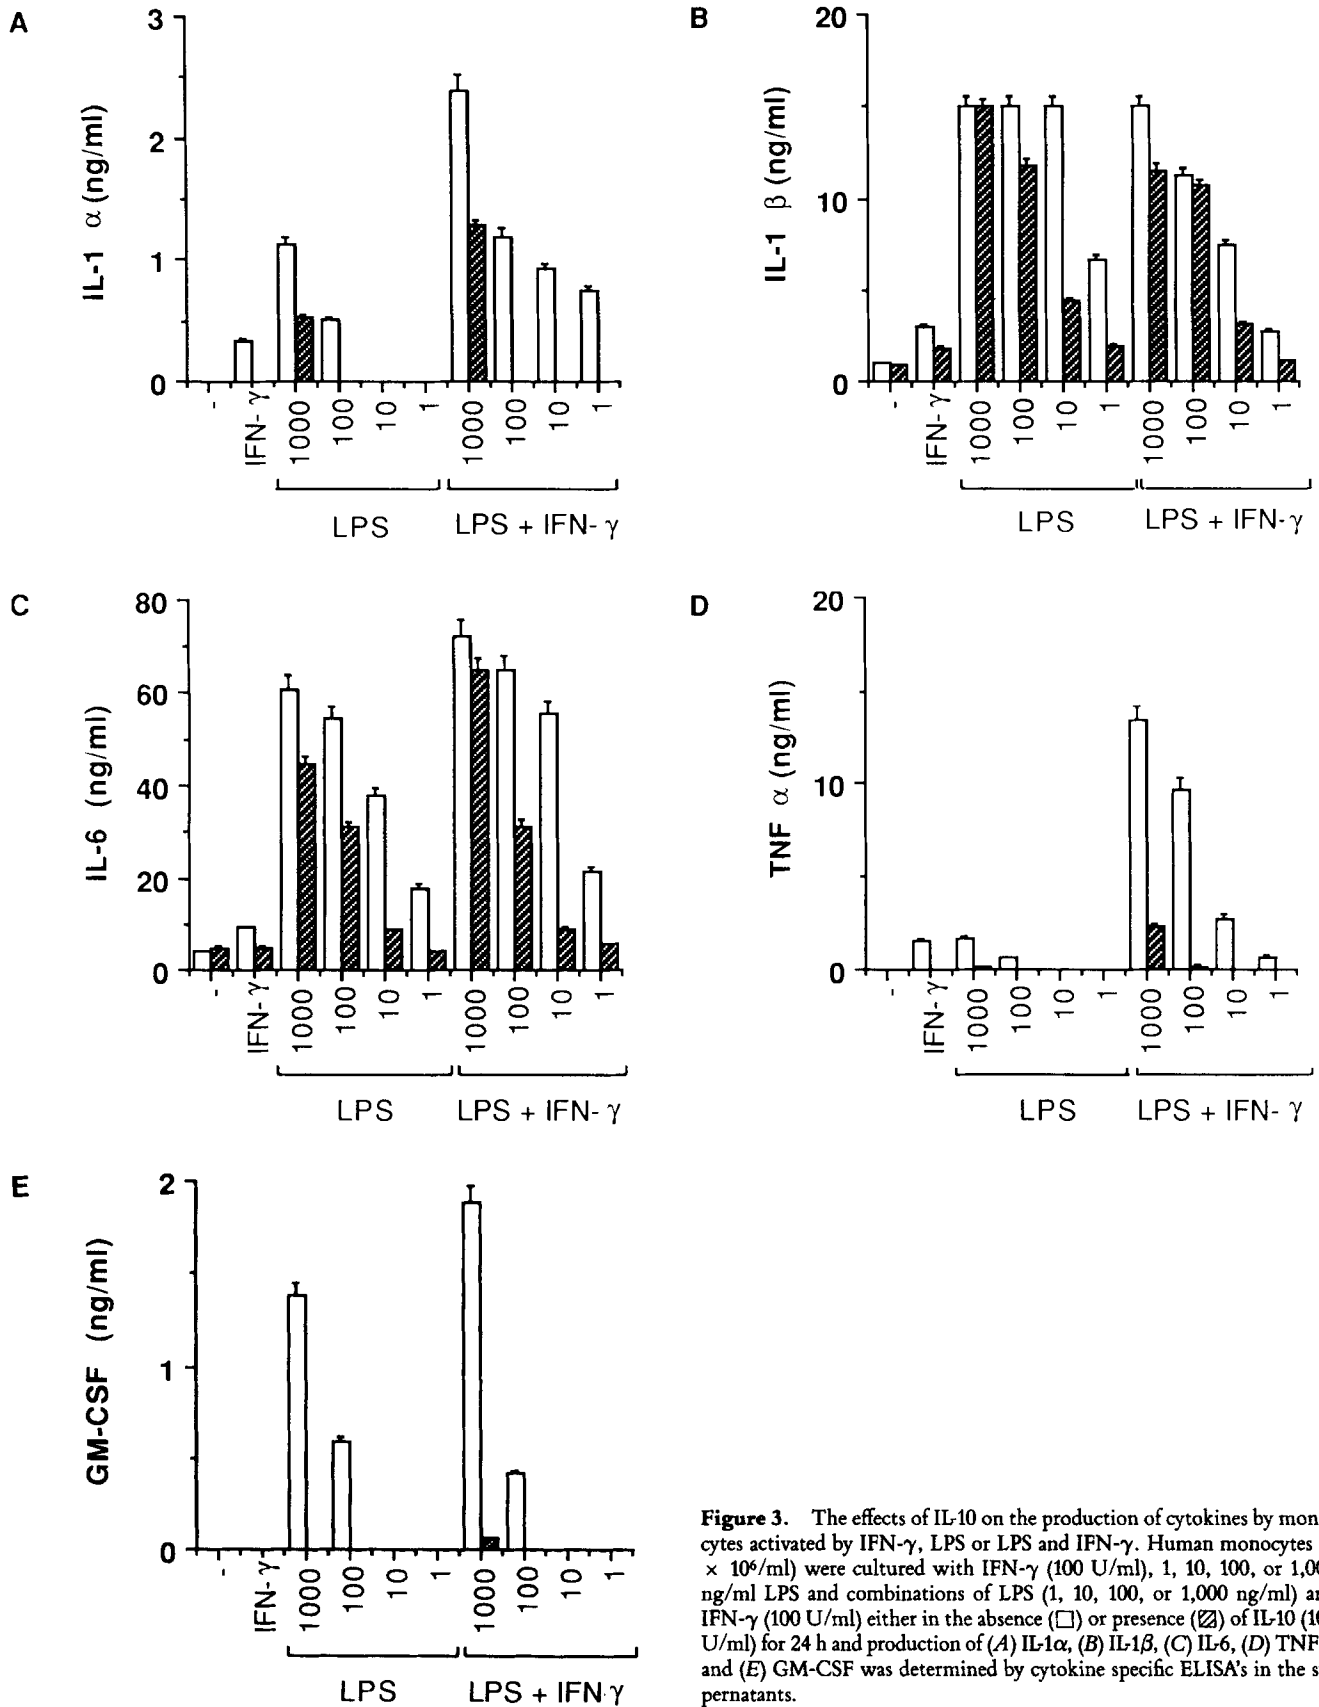 A
IL-1 α (ng/ml)
3
2
1
0
-
IFN-γ
1000
100
10
1
1000
100
10
1
LPS
LPS + IFN-γ
B
IL-1 β (ng/ml)
20
10
0
-
IFN-γ
1000
100
10
1
1000
100
10
1
LPS
LPS + IFN-γ
C
IL-6 (ng/ml)
80
60
40
20
0
-
IFN-γ
1000
100
10
1
1000
100
10
1
LPS
LPS + IFN-γ
D
TNF α (ng/ml)
20
10
0
-
IFN-γ
1000
100
10
1
1000
100
10
1
LPS
LPS + IFN-γ
E
GM-CSF (ng/ml)
2
1
0
-
IFN-γ
1000
100
10
1
1000
100
10
1
LPS
LPS + IFN-γ
Figure 3. The effects of IL-10 on the production of cytokines by mon
cytes activated by IFN-γ, LPS or LPS and IFN-γ. Human monocytes
× 10⁶/ml) were cultured with IFN-γ (100 U/ml), 1, 10, 100, or 1,0
ng/ml LPS and combinations of LPS (1, 10, 100, or 1,000 ng/ml) a
IFN-γ (100 U/ml) either in the absence (□) or presence (▨) of IL-10 (1
U/ml) for 24 h and production of (A) IL-1α, (B) IL-1β, (C) IL-6, (D) TNF
and (E) GM-CSF was determined by cytokine specific ELISA's in the s
pernatants.